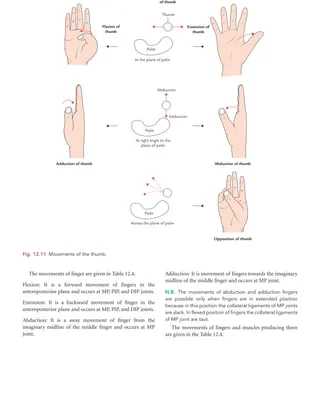 of thumb
Thumb
Flexion of
thumb
Extension of
thumb
Palm
In the plane of palm
Abduction
Adduction
Palm
At right angle to the
plane of palm
Adduction of thumb
Abduction of thumb
Palm
Across the plane of palm
Opposition of thumb
Fig. 12.11 Movements of the thumb.
The movements of finger are given in Table 12.4.
Flexion: It is a forward movement of fingers in the
anteroposterior plane and occurs at MP, PIP, and DIP joints.
Extension: It is a backward movement of finger in the
anteroposterior plane and occurs at MP, PIP, and DIP joints.
Abduction: It is a away movement of finger from the
imaginary midline of the middle finger and occurs at MP
joint.
Adduction: It is movement of fingers towards the imaginary
midline of the middle finger and occurs at MP joint.
N.B. The movements of abduction and adduction fingers
are possible only when fingers are in extended position
because in this position the collateral ligaments of MP joints
are slack. In flexed position of fingers the collateral ligaments
of MP joint are taut.
The movements of fingers and muscles producing them
are given in the Table 12.4.